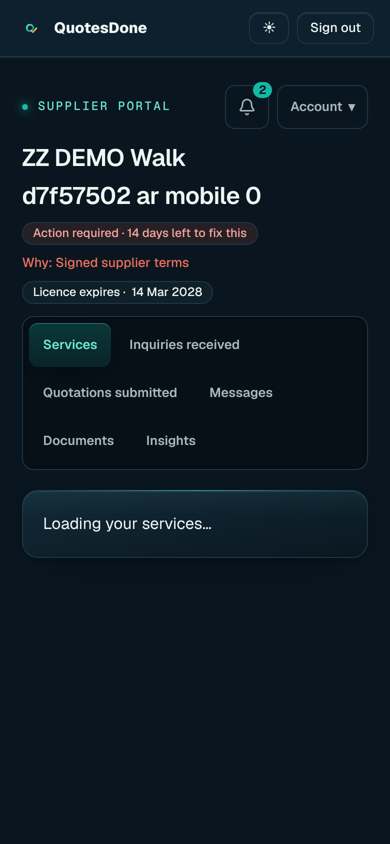 QuotesDone
Sign out
SUPPLIER PORTAL
2
Account ▾
ZZ DEMO Walk
d7f57502 ar mobile 0
Action required · 14 days left to fix this
Why: Signed supplier terms
Licence expires · 14 Mar 2028
Services
Inquiries received
Quotations submitted
Messages
Documents
Insights
Loading your services…